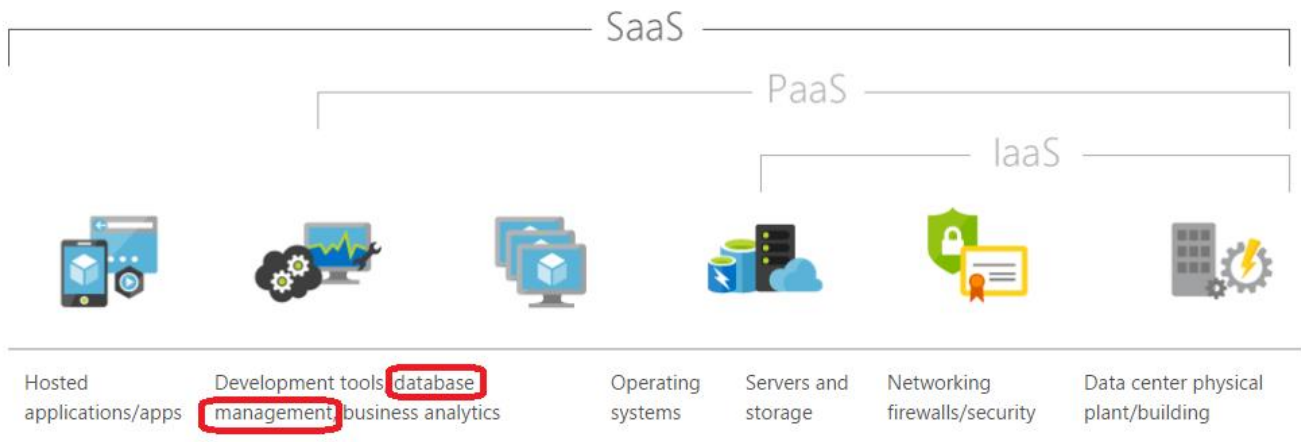 SaaS
PaaS
IaaS
Hosted
applications/apps
Development tools, database
management, business analytics
Operating
systems
Servers and
storage
Networking
firewalls/security
Data center physical
plant/building